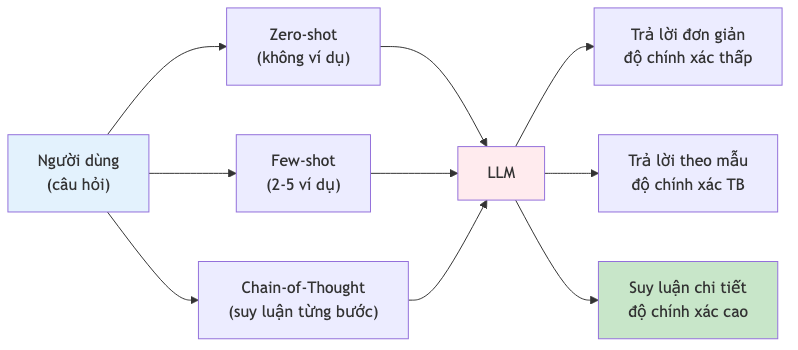 Người dùng
(câu hỏi)
Zero-shot
(không ví dụ)
Few-shot
(2-5 ví dụ)
Chain-of-Thought
(suy luận từng bước)
LLM
Trả lời đơn giản
độ chính xác thấp
Trả lời theo mẫu
độ chính xác TB
Suy luận chi tiết
độ chính xác cao